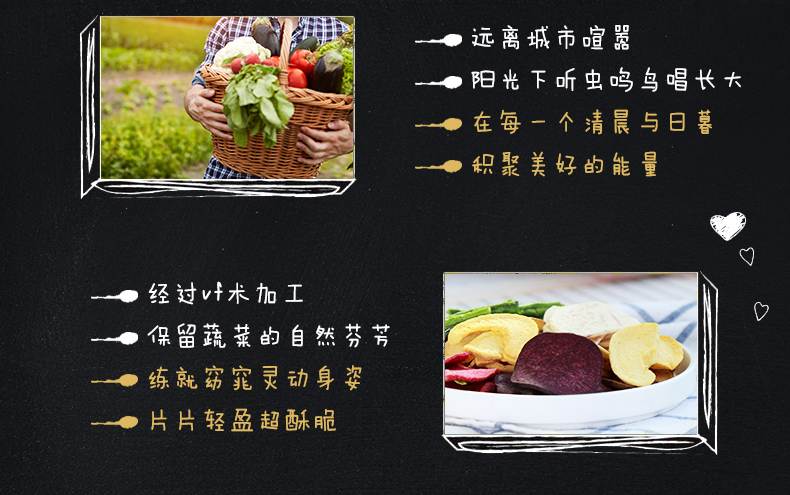 远离城市喧嚣
阳光下听虫鸣鸟唱长大
在每一个清晨与日暮
积聚美好的能量
经过vf术加工
保留蔬菜的自然芬芳
练就窈窕灵动身姿
片片轻盈超酥脆